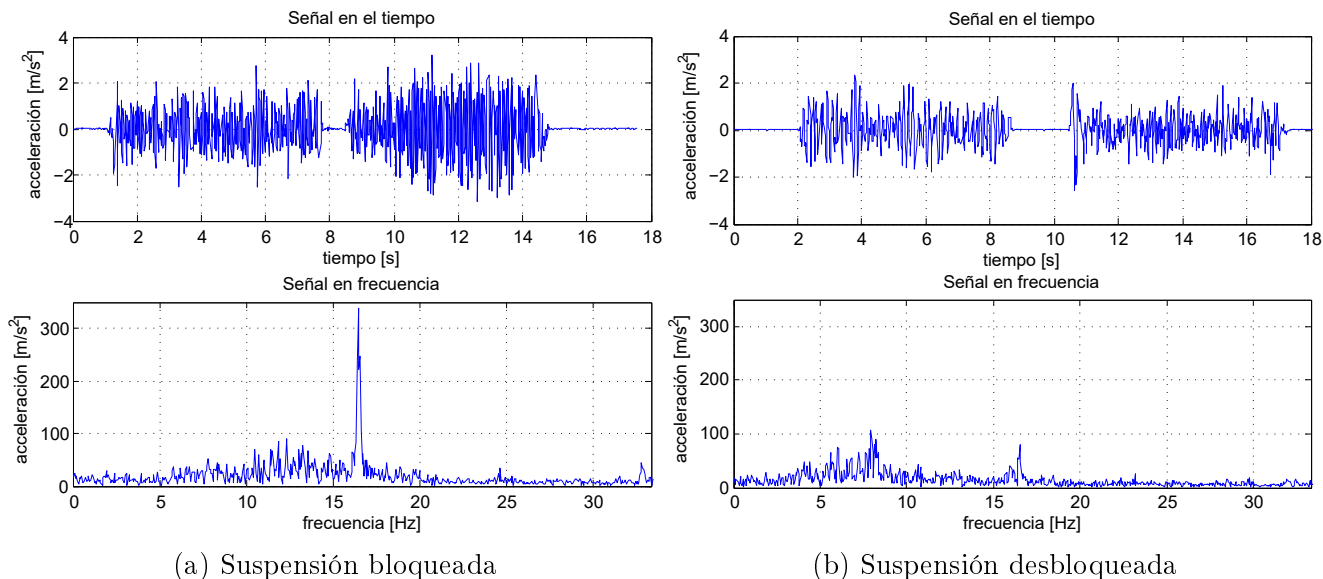 Señal en el tiempo
acceleración [m/s²]
4
2
0
−2
−4
0 2 4 6 8 10 12 14 16 18
tiempo [s]
Señal en frecuencia
acceleración [m/s²]
300
200
100
0
0 5 10 15 20 25 30
frecuencia [Hz]
(a) Suspensión bloqueada
Señal en el tiempo
acceleración [m/s²]
4
2
0
−2
−4
0 2 4 6 8 10 12 14 16 18
tiempo [s]
Señal en frecuencia
acceleración [m/s²]
300
200
100
0
0 5 10 15 20 25 30
frecuencia [Hz]
(b) Suspensión desbloqueada